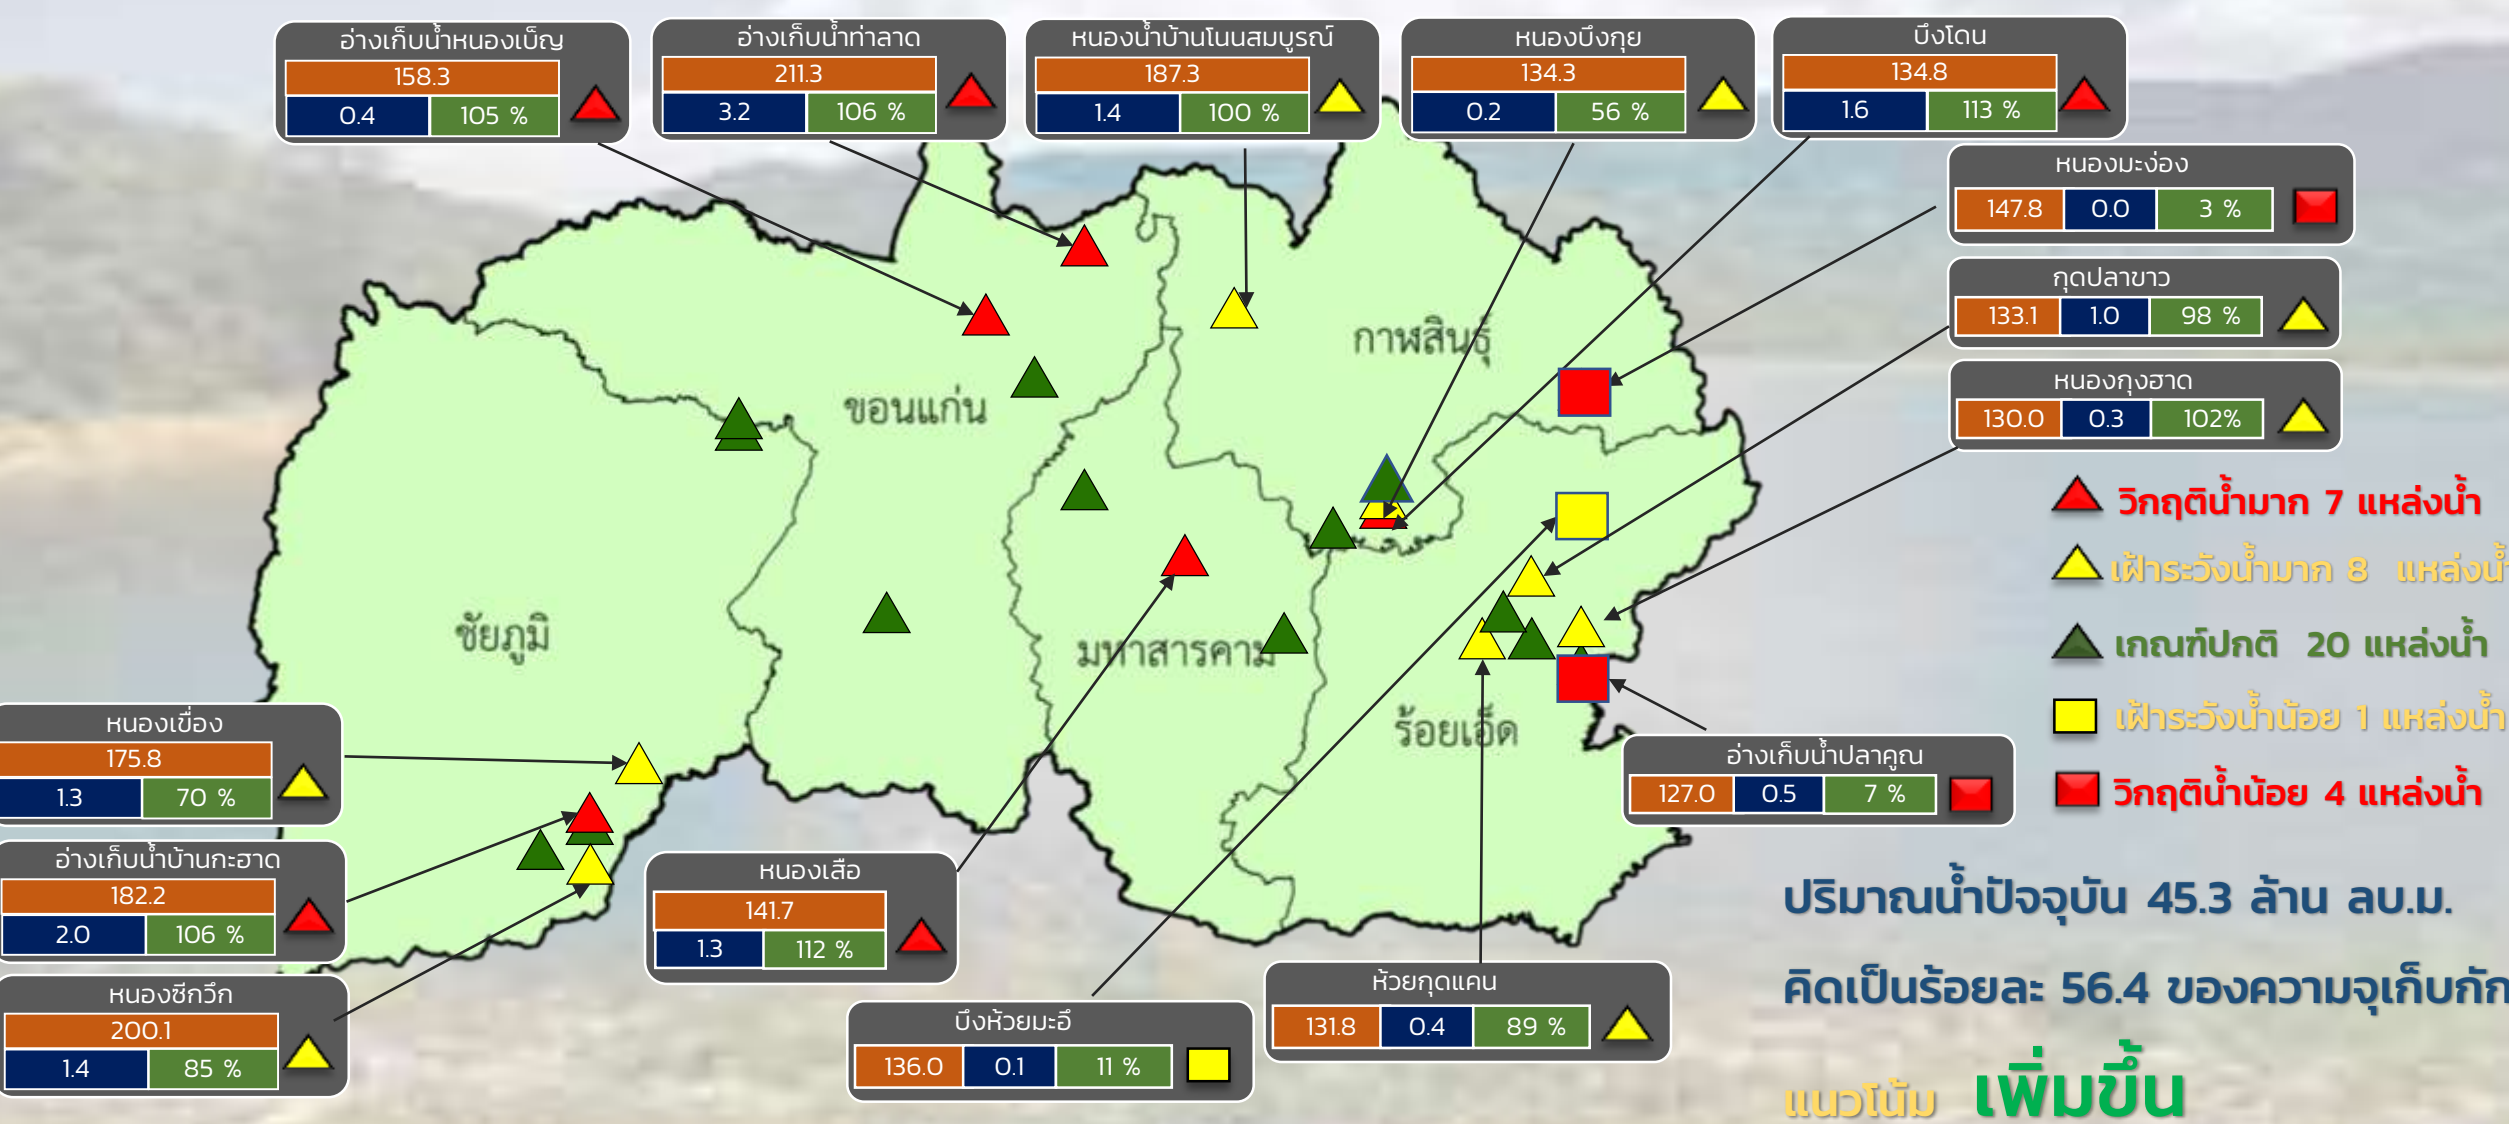 อ่างเก็บน้ำหนองเบ็ญ
158.3
0.4 105 %
อ่างเก็บน้ำท่าลาด
211.3
3.2 106 %
หนองน้ำบ้านโนนสมบูรณ์
187.3
1.4 100 %
หนองบึงกุย
134.3
0.2 56 %
บึงโดน
134.8
1.6 113 %
หนองมะง่อง
147.8 0.0 3 %
กุดปลาขาว
133.1 1.0 98 %
หนองกุงฮาด
130.0 0.3 102%
กาฬสินธุ์
ขอนแก่น
ชัยภูมิ
มหาสารคาม
ร้อยเอ็ด
วิกฤติน้ำมาก 7 แหล่งน้ำ
เฝ้าระวังน้ำมาก 8 แหล่งน้ำ
เกณฑ์ปกติ 20 แหล่งน้ำ
เฝ้าระวังน้ำน้อย 1 แหล่งน้ำ
วิกฤติน้ำน้อย 4 แหล่งน้ำ
หนองเขื่อง
175.8
1.3 70 %
อ่างเก็บน้ำบ้านกะฮาด
182.2
2.0 106 %
หนองซีกวึก
200.1
1.4 85 %
หนองเสือ
141.7
1.3 112 %
บึงห้วยมะอึ
136.0 0.1 11 %
ห้วยกุดแคน
131.8 0.4 89 %
อ่างเก็บน้ำปลาคูณ
127.0 0.5 7 %
ปริมาณน้ำปัจจุบัน 45.3 ล้าน ลบ.ม.
คิดเป็นร้อยละ 56.4 ของความจุเก็บกัก
แนวโน้ม เพิ่มขึ้น